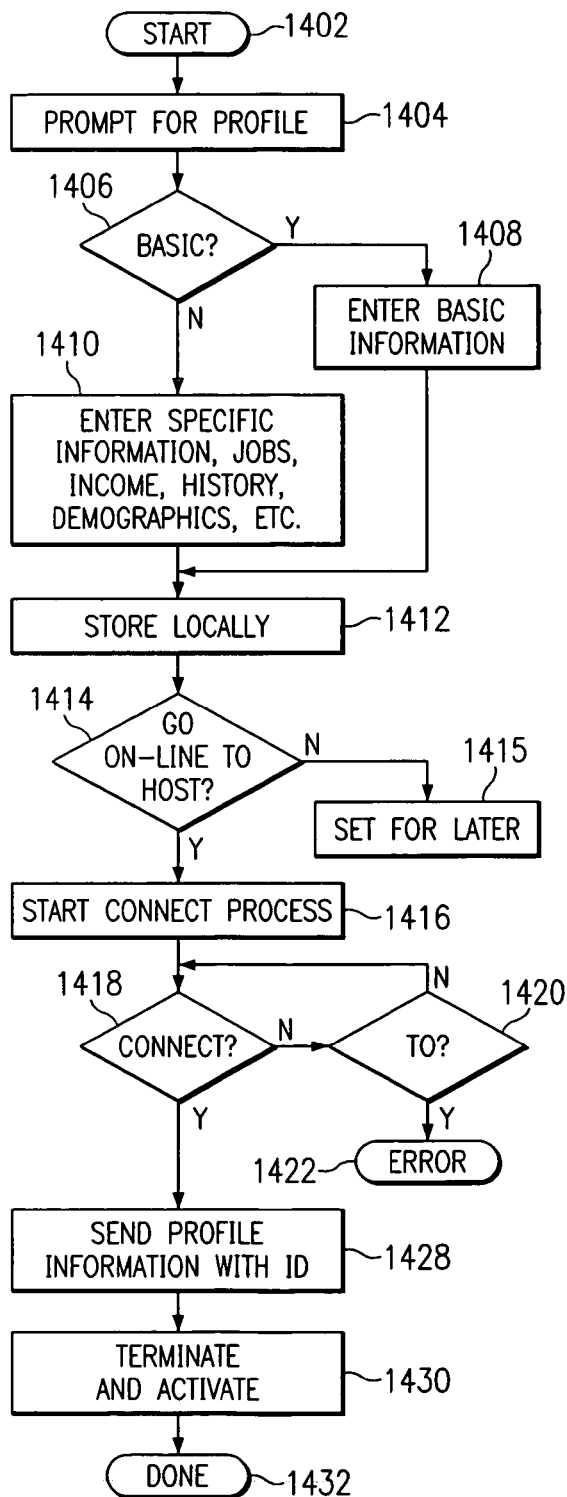 START
1402
PROMPT FOR PROFILE
1404
1406
BASIC?
Y
N
1408
ENTER BASIC
INFORMATION
1410
ENTER SPECIFIC
INFORMATION, JOBS,
INCOME, HISTORY,
DEMOGRAPHICS, ETC.
STORE LOCALLY
1412
1414
GO
ON-LINE TO
HOST?
N
Y
1415
SET FOR LATER
START CONNECT PROCESS
1416
1418
CONNECT?
N
Y
TO?
N
1420
Y
1422
ERROR
SEND PROFILE
INFORMATION WITH ID
1428
TERMINATE
AND ACTIVATE
1430
DONE
1432